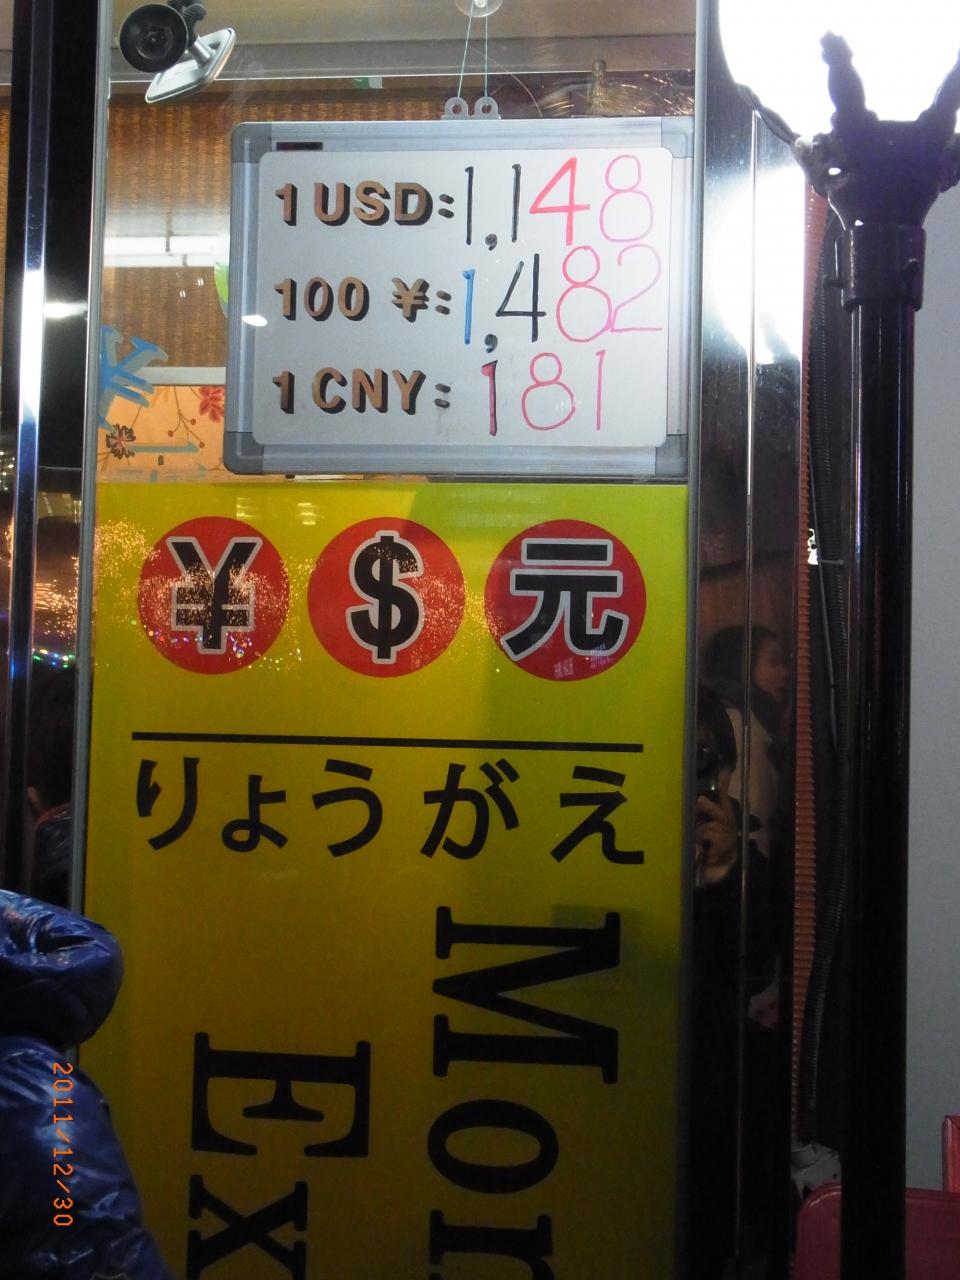 1 USD: 1,148
100 ¥: 1,482
1 CNY: 181
¥ $ 元
りょうがえ
Mon
Ex
2011/12/30